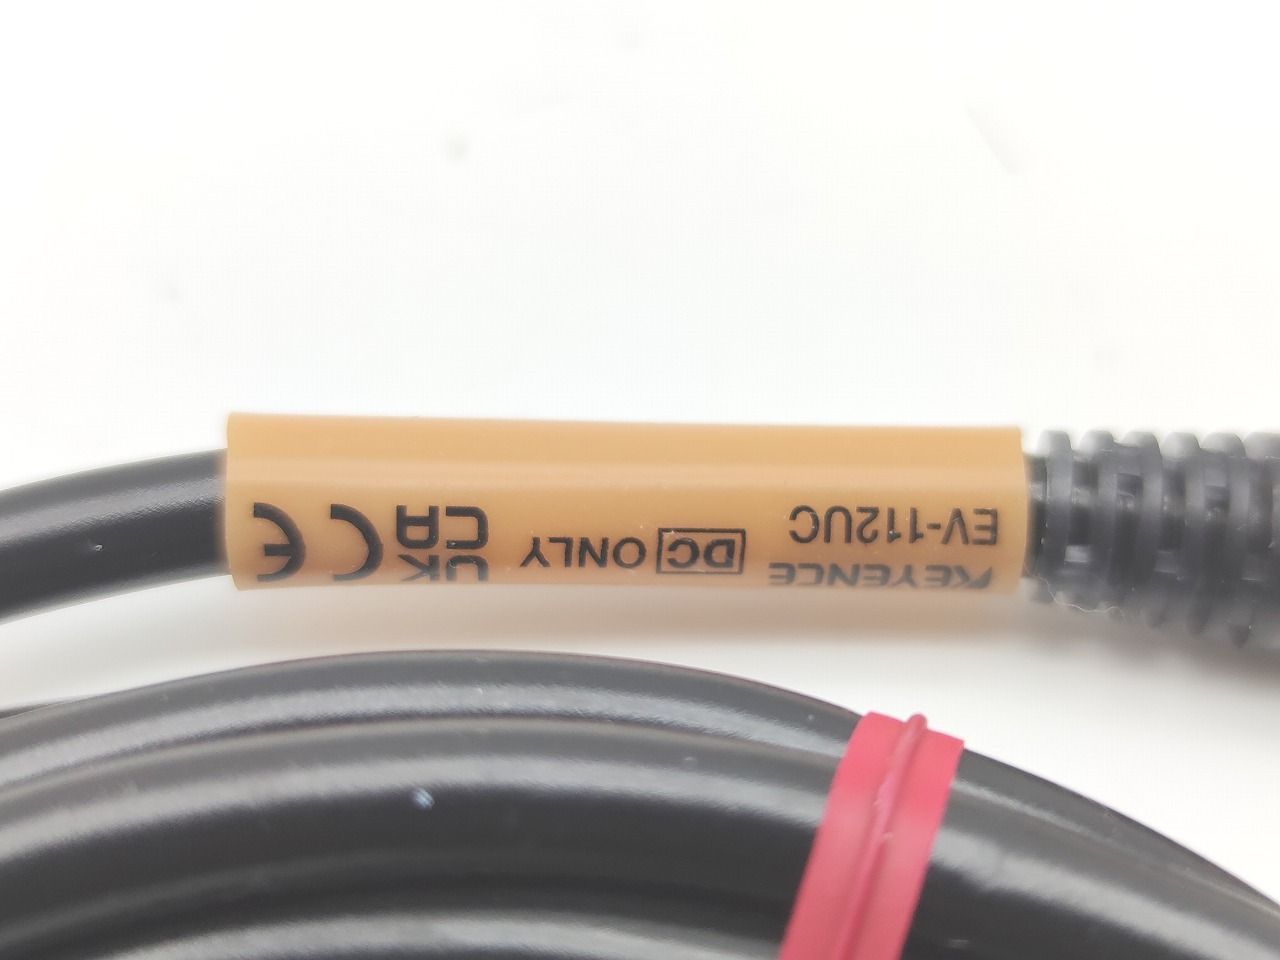 KEYENCE
EV-112UC
DC ONLY
UK
CA
CE